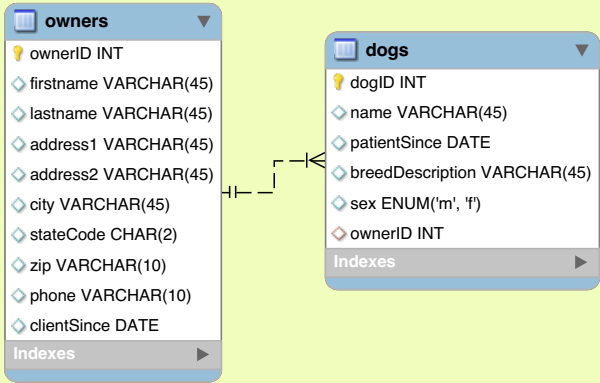 owners
ownerID INT
firstname VARCHAR(45)
lastname VARCHAR(45)
address1 VARCHAR(45)
address2 VARCHAR(45)
city VARCHAR(45)
stateCode CHAR(2)
zip VARCHAR(10)
phone VARCHAR(10)
clientSince DATE
Indexes
dogs
dogID INT
name VARCHAR(45)
patientSince DATE
breedDescription VARCHAR(45)
sex ENUM('m', 'f')
ownerID INT
Indexes